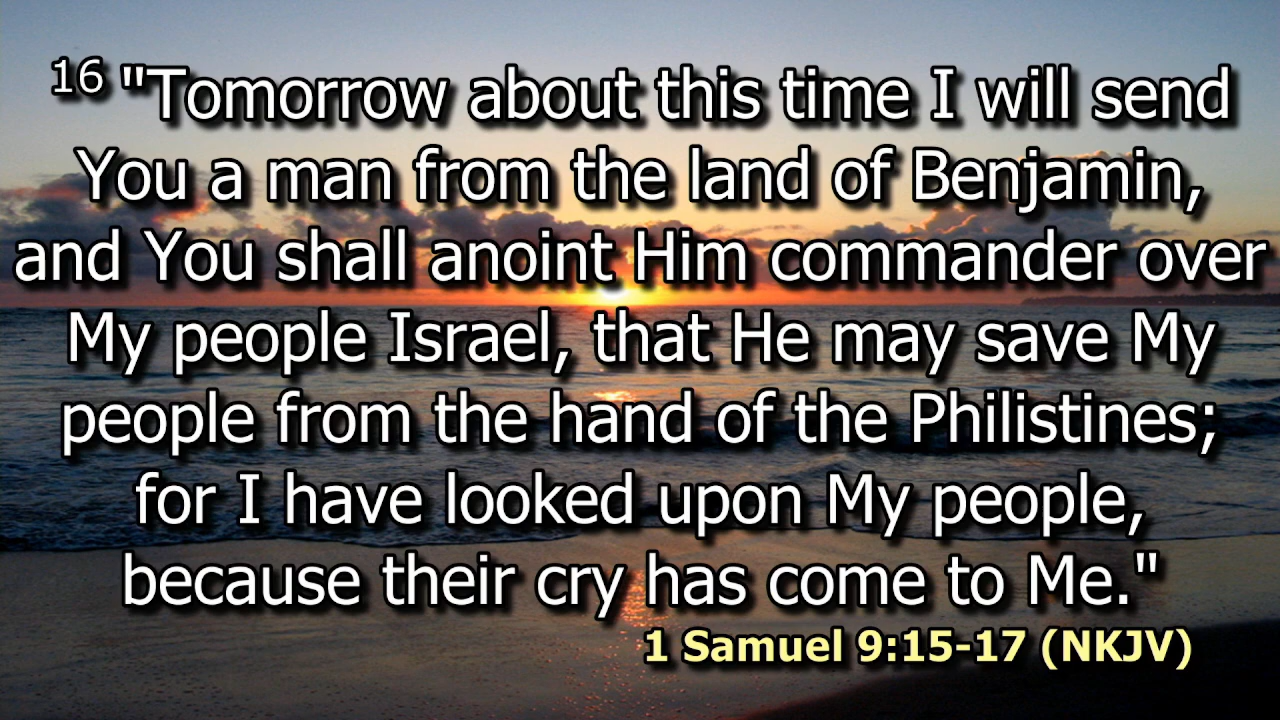 16 "Tomorrow about this time I will send
You a man from the land of Benjamin,
and You shall anoint Him commander over
My people Israel, that He may save My
people from the hand of the Philistines;
for I have looked upon My people,
because their cry has come to Me."
1 Samuel 9:15-17 (NKJV)